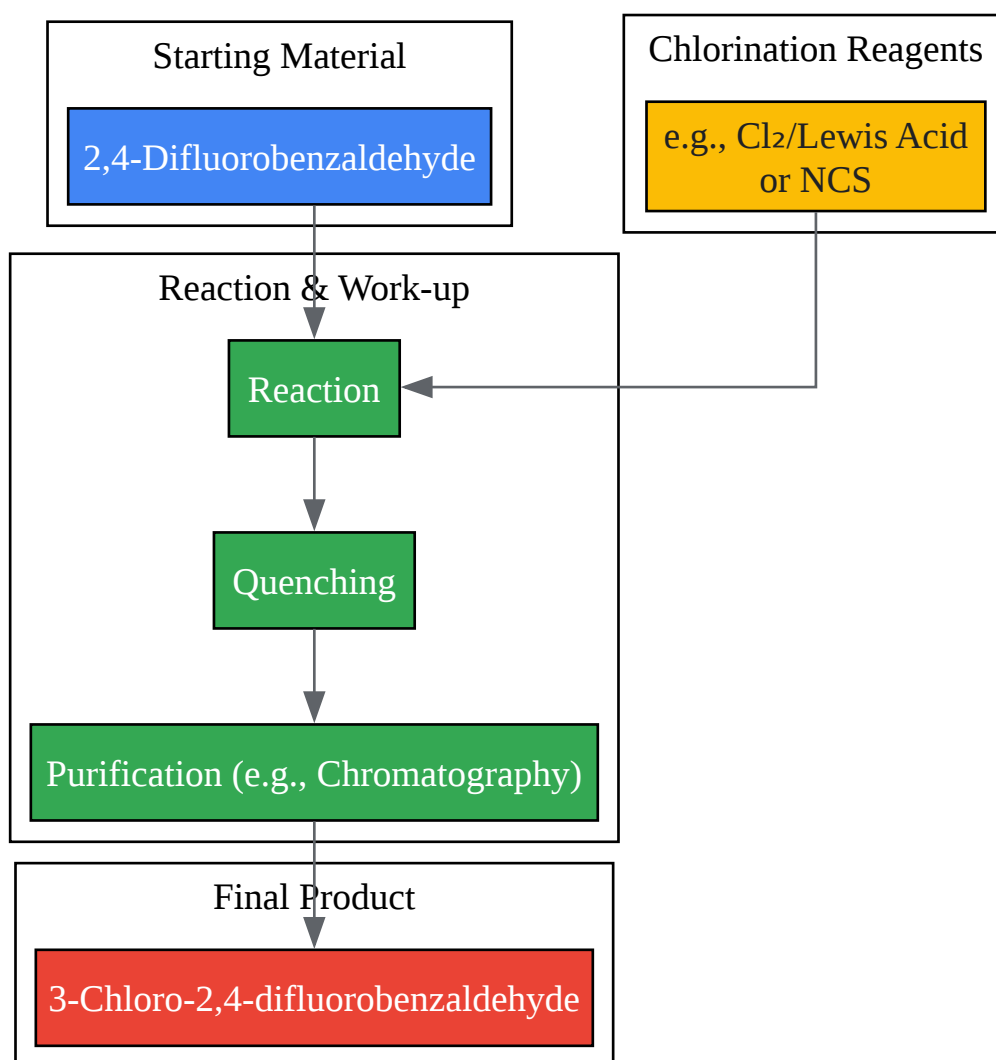 Starting Material
2,4-Difluorobenzaldehyde
Chlorination Reagents
e.g., Cl₂/Lewis Acid
or NCS
Reaction & Work-up
Reaction
Quenching
Purification (e.g., Chromatography)
Final Product
3-Chloro-2,4-difluorobenzaldehyde